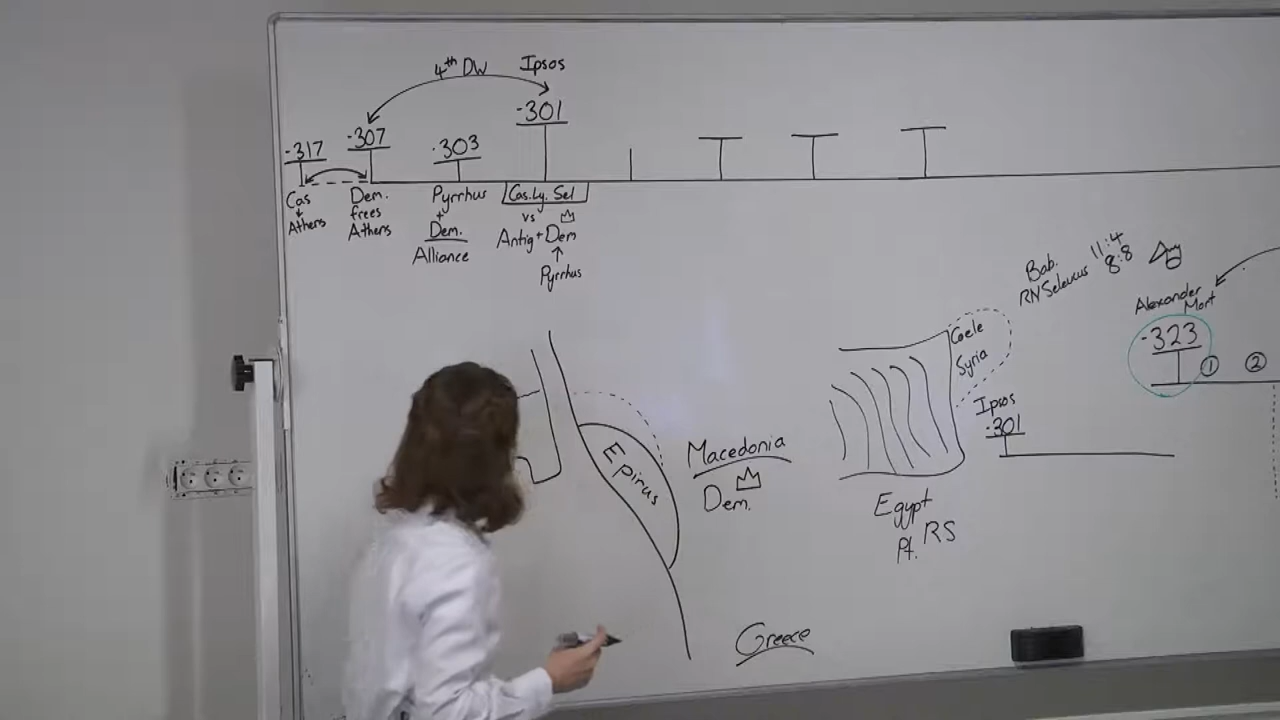 4th DW
Ipsos
-317
-307
-303
-301
Cas
↓
Athens
Dem.
frees
Athens
Pyrrhus
+
Dem.
Alliance
Cas. Ly. Sel
vs
Antig + Dem
↑
Pyrrhus
Bab.
RN Seleucus 11:4
8:8
Alexander
Mort
-323
① ②
Coele
Syria
Ipsos
-301
Epirus
Macedonia
Dem.
Egypt
Pt. RS
Greece